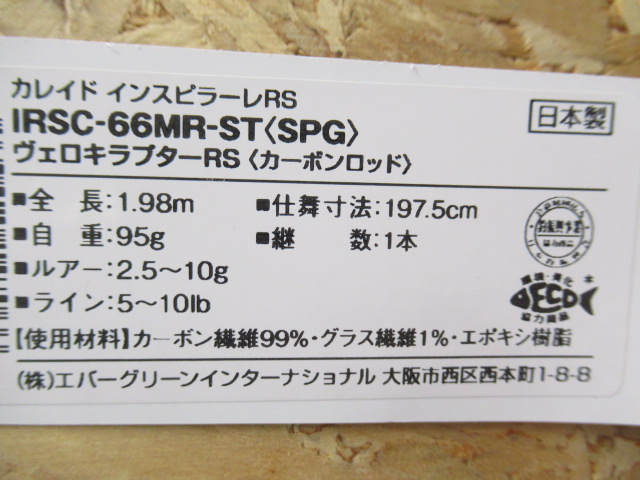 カレイド インスピラーレRS
IRSC-66MR-ST〈SPG〉
日本製
ヴェロキラプターRS〈カーボンロッド〉
■全 長:1.98m ■仕舞寸法:197.5cm
■自 重:95g ■継 数:1本
■ルアー:2.5〜10g
■ライン:5〜10lb
ECO
協力商品
【使用材料】カーボン繊維99%・グラス繊維1%・エポキシ樹脂
(株)エバーグリーンインターナショナル 大阪市西区西本町1-8-8